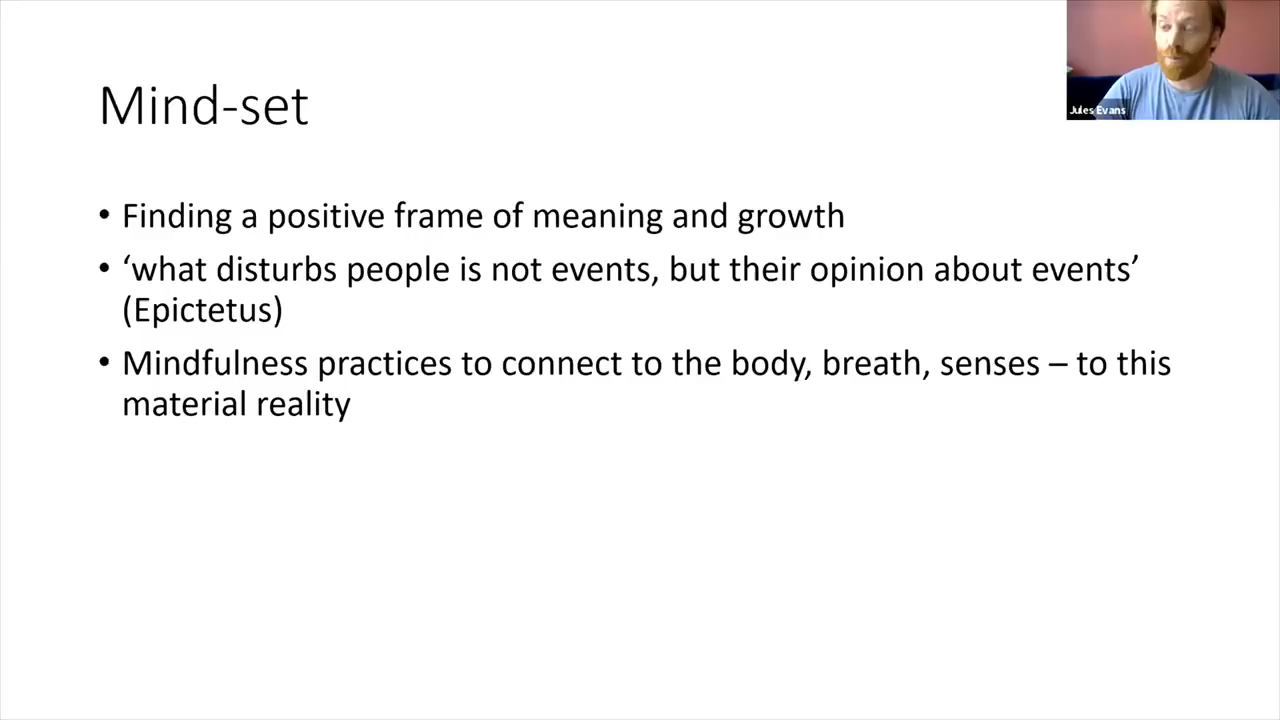 Mind-set
Jules Evans
• Finding a positive frame of meaning and growth
• ‘what disturbs people is not events, but their opinion about events’
(Epictetus)
• Mindfulness practices to connect to the body, breath, senses – to this
material reality